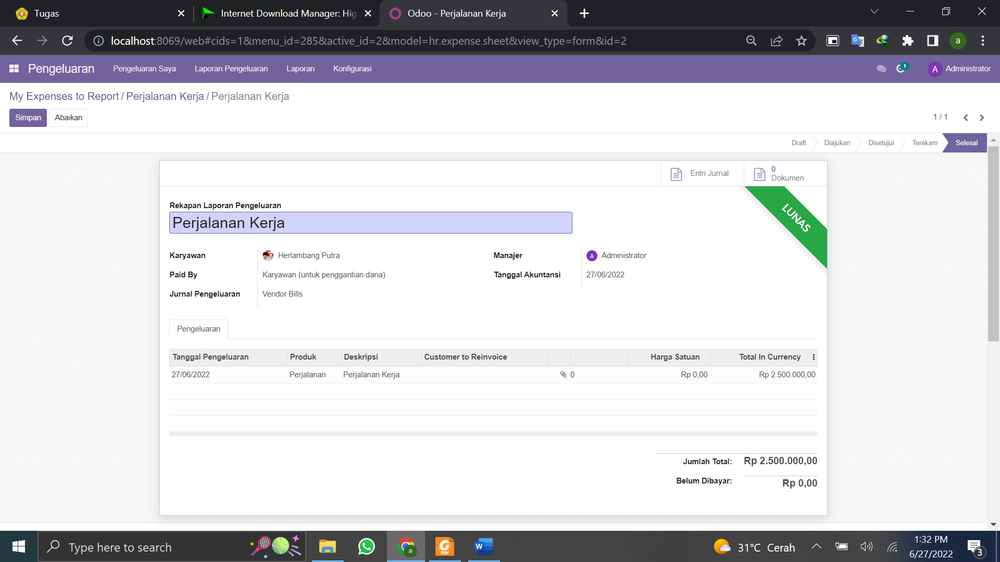 Tugas
Internet Download Manager: Hig
Odoo - Perjalanan Kerja
localhost:8069/web#cids=1&menu_id=285&active_id=2&model=hr.expense.sheet&view_type=form&id=2
a
Pengeluaran
Pengeluaran Saya
Laporan Pengeluaran
Laporan
Konfigurasi
1
A
Administrator
My Expenses to Report / Perjalanan Kerja / Perjalanan Kerja
Simpan
Abaikan
1 / 1
Draft
Diajukan
Disetujui
Terekam
Selesai
Entri Jurnal
0
Dokumen
LUNAS
Rekapan Laporan Pengeluaran
Perjalanan Kerja
Karyawan
Herlambang Putra
Manajer
A Administrator
Paid By
Karyawan (untuk penggantian dana)
Tanggal Akuntansi
27/06/2022
Jurnal Pengeluaran
Vendor Bills
Pengeluaran
Tanggal Pengeluaran
Produk
Deskripsi
Customer to Reinvoice
Harga Satuan
Total In Currency
27/06/2022
Perjalanan
Perjalanan Kerja
0
Rp 0,00
Rp 2.500.000,00
Jumlah Total:
Rp 2.500.000,00
Belum Dibayar:
Rp 0,00
Type here to search
a
PDF
W
31°C Cerah
1:32 PM
6/27/2022
3